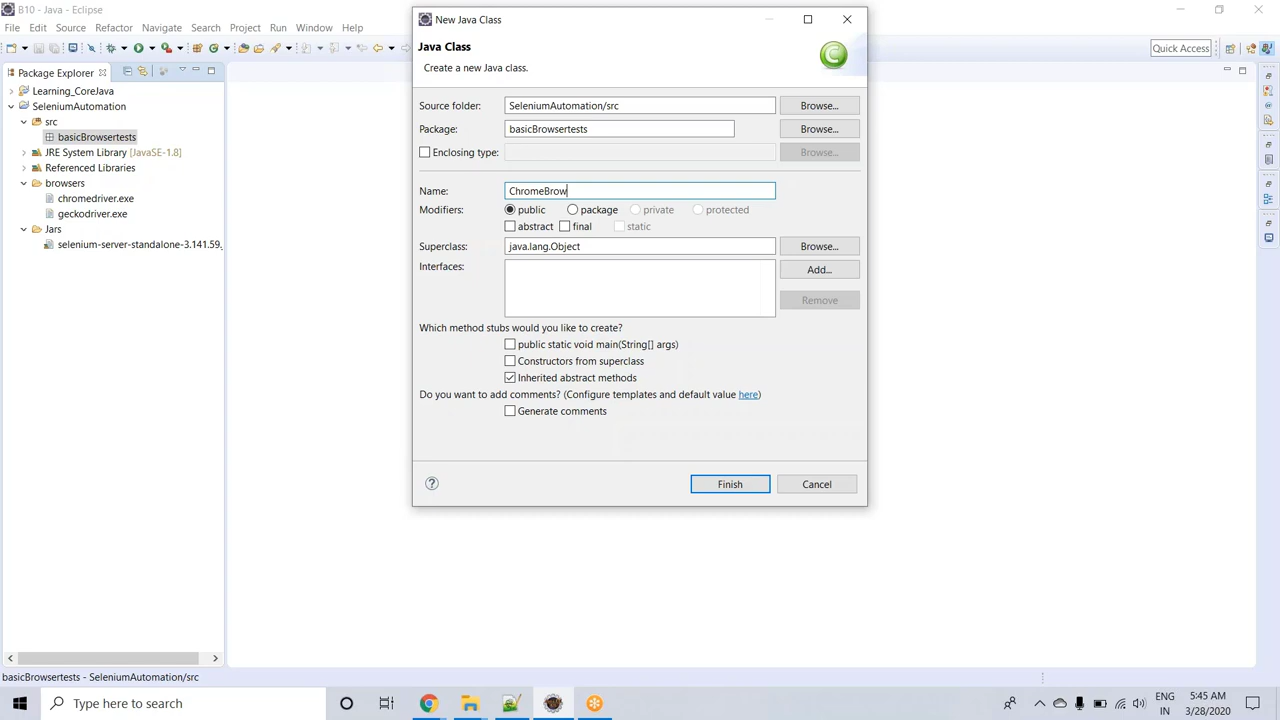 B10 - Java - Eclipse
File Edit Source Refactor Navigate Search Project Run Window Help
Quick Access
Package Explorer
Learning_CoreJava
SeleniumAutomation
src
basicBrowsertests
JRE System Library [JavaSE-1.8]
Referenced Libraries
browsers
chromedriver.exe
geckodriver.exe
Jars
selenium-server-standalone-3.141.59.
New Java Class
Java Class
Create a new Java class.
Source folder: SeleniumAutomation/src Browse...
Package: basicBrowsertests Browse...
Enclosing type: Browse...
Name: ChromeBrow
Modifiers: public package private protected
abstract final static
Superclass: java.lang.Object Browse...
Interfaces: Add...
Remove
Which method stubs would you like to create?
public static void main(String[] args)
Constructors from superclass
Inherited abstract methods
Do you want to add comments? (Configure templates and default value here)
Generate comments
Finish Cancel
basicBrowsertests - SeleniumAutomation/src
Type here to search
ENG
IN
5:45 AM
3/28/2020